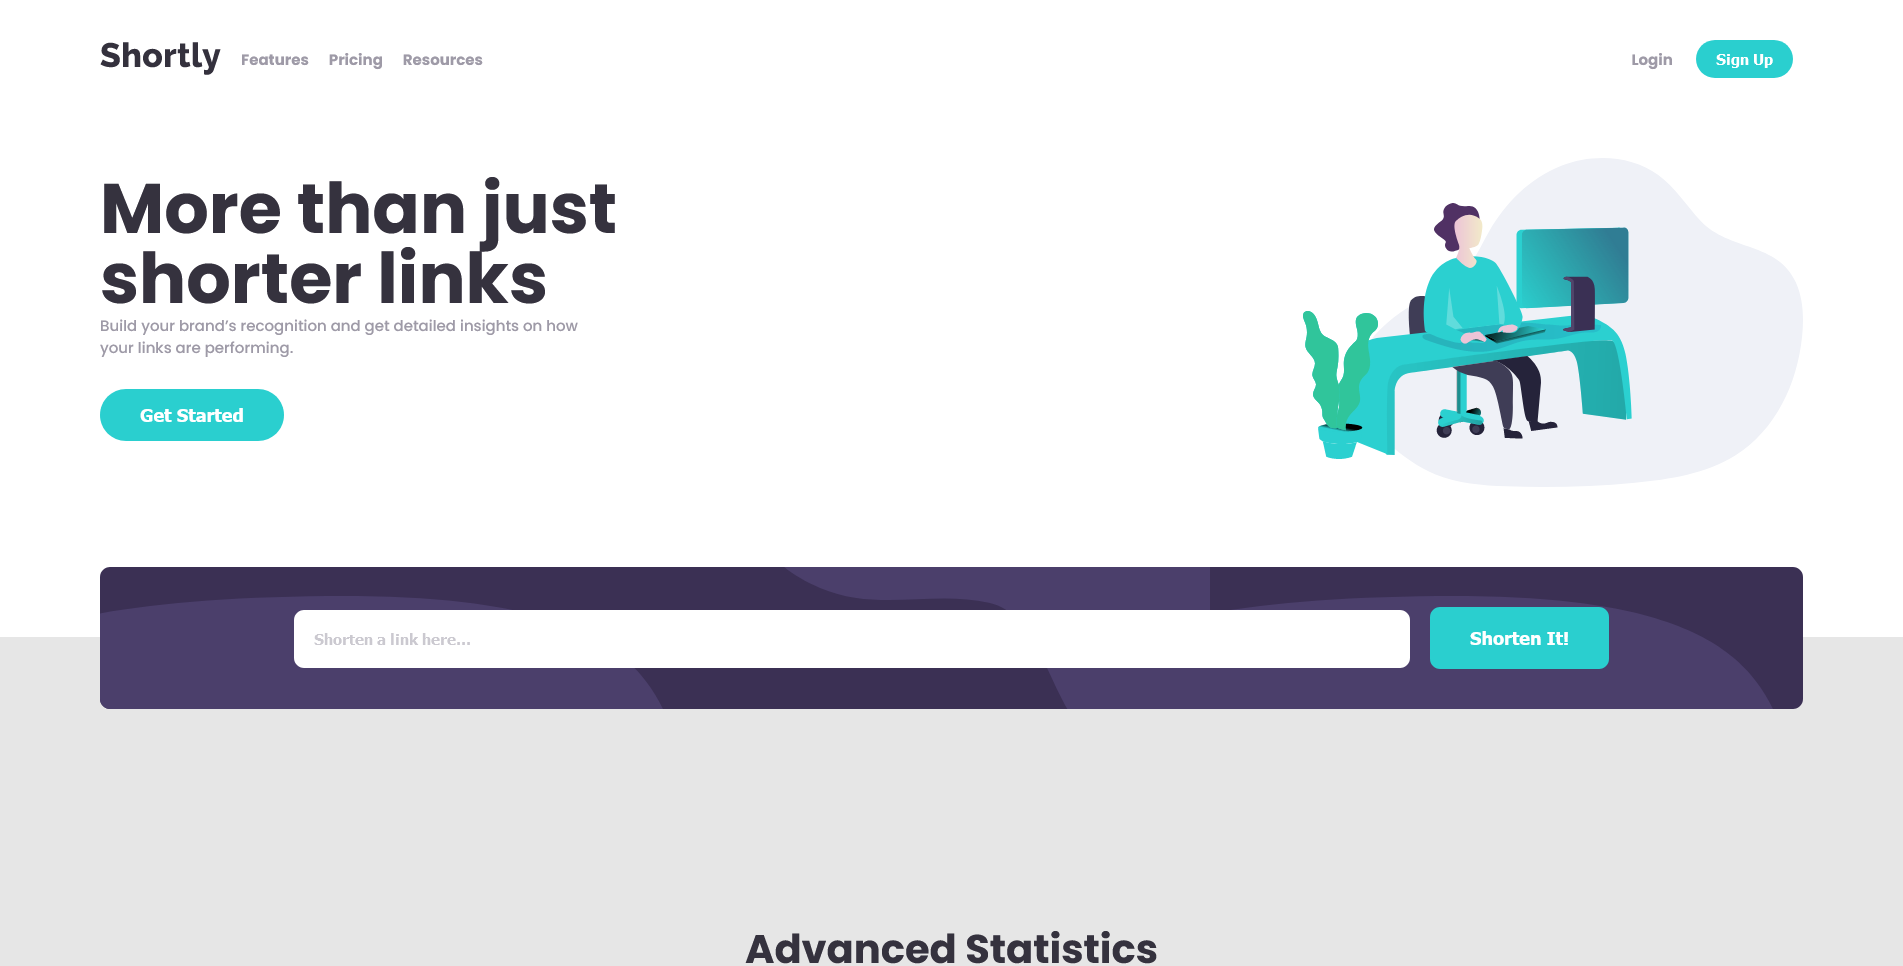 Shortly
Features
Pricing
Resources
Login
Sign Up
More than just
shorter links
Build your brand’s recognition and get detailed insights on how
your links are performing.
Get Started
Shorten a link here...
Shorten It!
Advanced Statistics